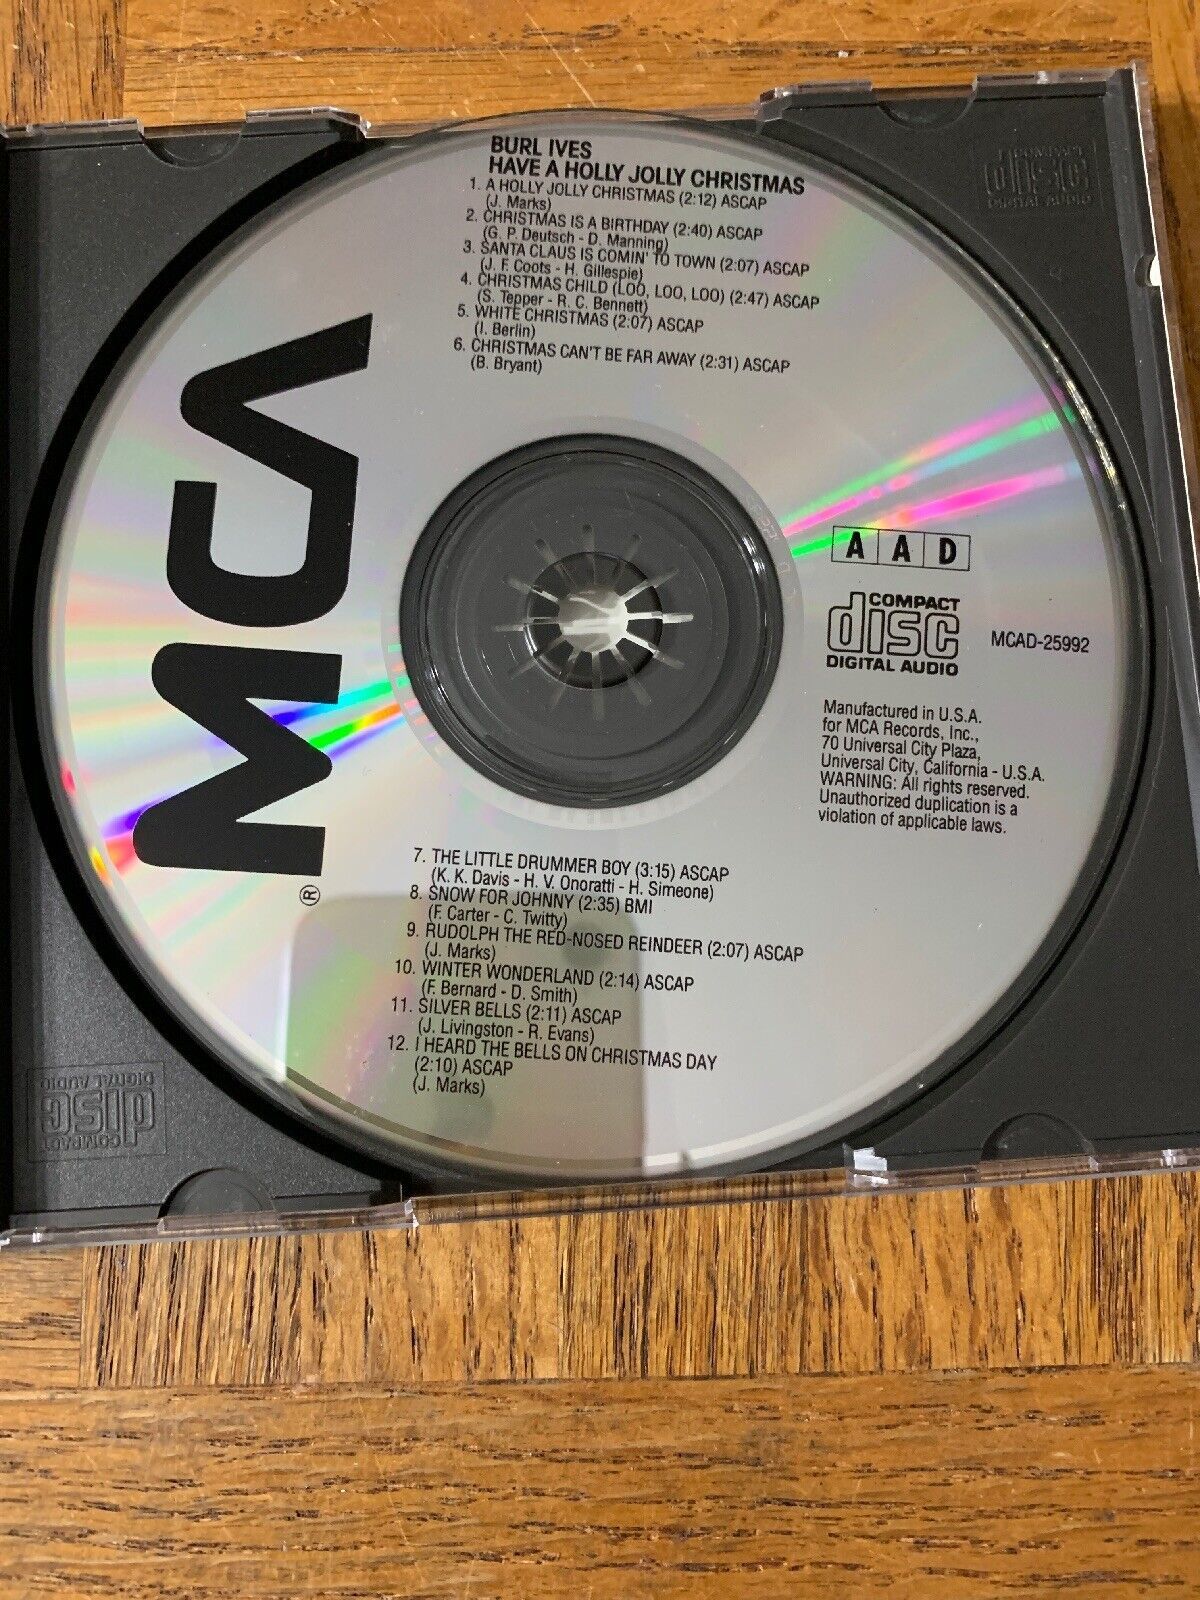 BURL IVES
HAVE A HOLLY JOLLY CHRISTMAS
1. A HOLLY JOLLY CHRISTMAS (2:12) ASCAP
(J. Marks)
2. CHRISTMAS IS A BIRTHDAY (2:40) ASCAP
(G. P. Deutsch - D. Manning)
3. SANTA CLAUS IS COMIN' TO TOWN (2:07) ASCAP
(J. F. Coots - H. Gillespie)
4. CHRISTMAS CHILD (LOO, LOO, LOO) (2:47) ASCAP
(S. Tepper - R. C. Bennett)
5. WHITE CHRISTMAS (2:07) ASCAP
(I. Berlin)
6. CHRISTMAS CAN'T BE FAR AWAY (2:31) ASCAP
(B. Bryant)
COMPACT
disc
DIGITAL AUDIO
MCA®
A A D
COMPACT
disc
DIGITAL AUDIO
MCAD-25992
Manufactured in U.S.A.
for MCA Records, Inc.,
70 Universal City Plaza,
Universal City, California - U.S.A.
WARNING: All rights reserved.
Unauthorized duplication is a
violation of applicable laws.
7. THE LITTLE DRUMMER BOY (3:15) ASCAP
(K. K. Davis - H. V. Onoratti - H. Simeone)
8. SNOW FOR JOHNNY (2:35) BMI
(F. Carter - C. Twitty)
9. RUDOLPH THE RED-NOSED REINDEER (2:07) ASCAP
(J. Marks)
10. WINTER WONDERLAND (2:14) ASCAP
(F. Bernard - D. Smith)
11. SILVER BELLS (2:11) ASCAP
(J. Livingston - R. Evans)
12. I HEARD THE BELLS ON CHRISTMAS DAY
(2:10) ASCAP
(J. Marks)
COMPACT
disc
DIGITAL AUDIO